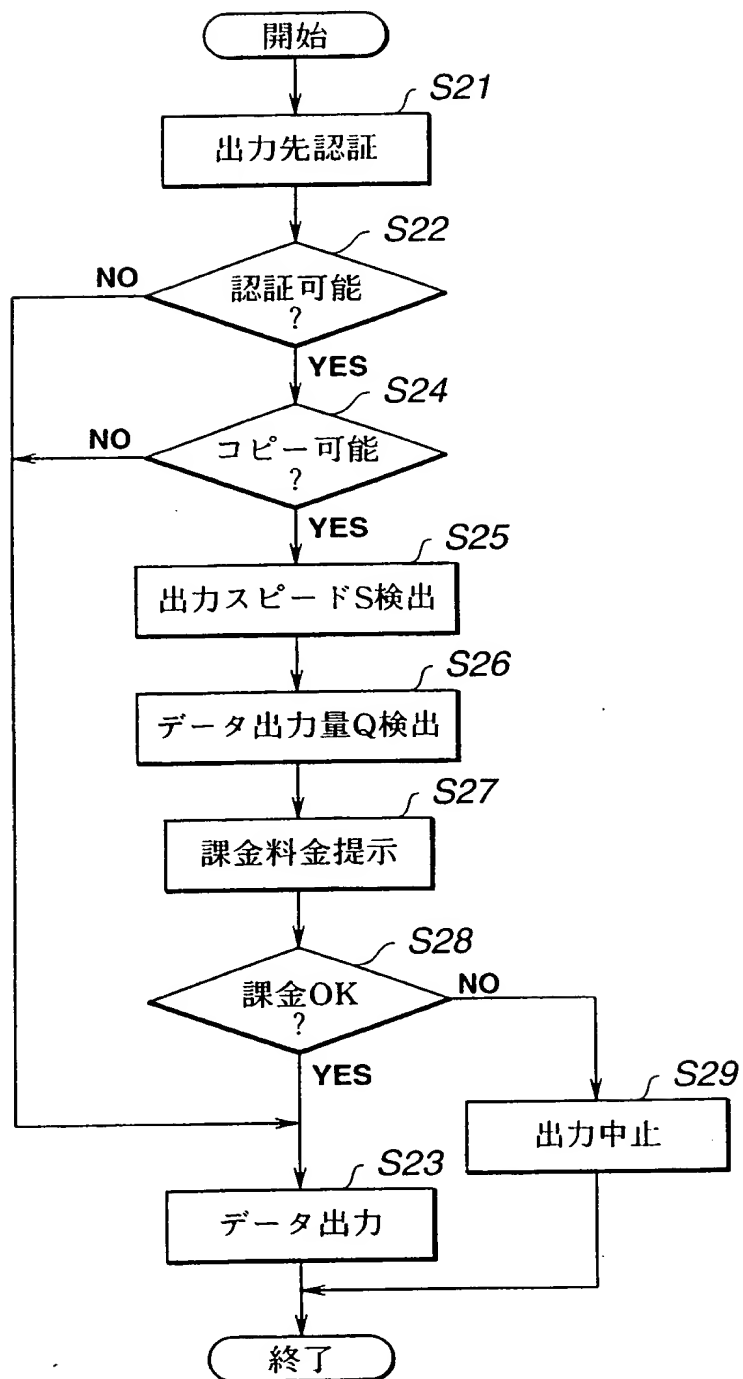 開始
S21
出力先認証
S22
認証可能
?
NO
YES
S24
コピー可能
?
NO
YES
S25
出力スピードS検出
S26
データ出力量Q検出
S27
課金料金提示
S28
課金OK
?
NO
YES
S29
出力中止
S23
データ出力
終了